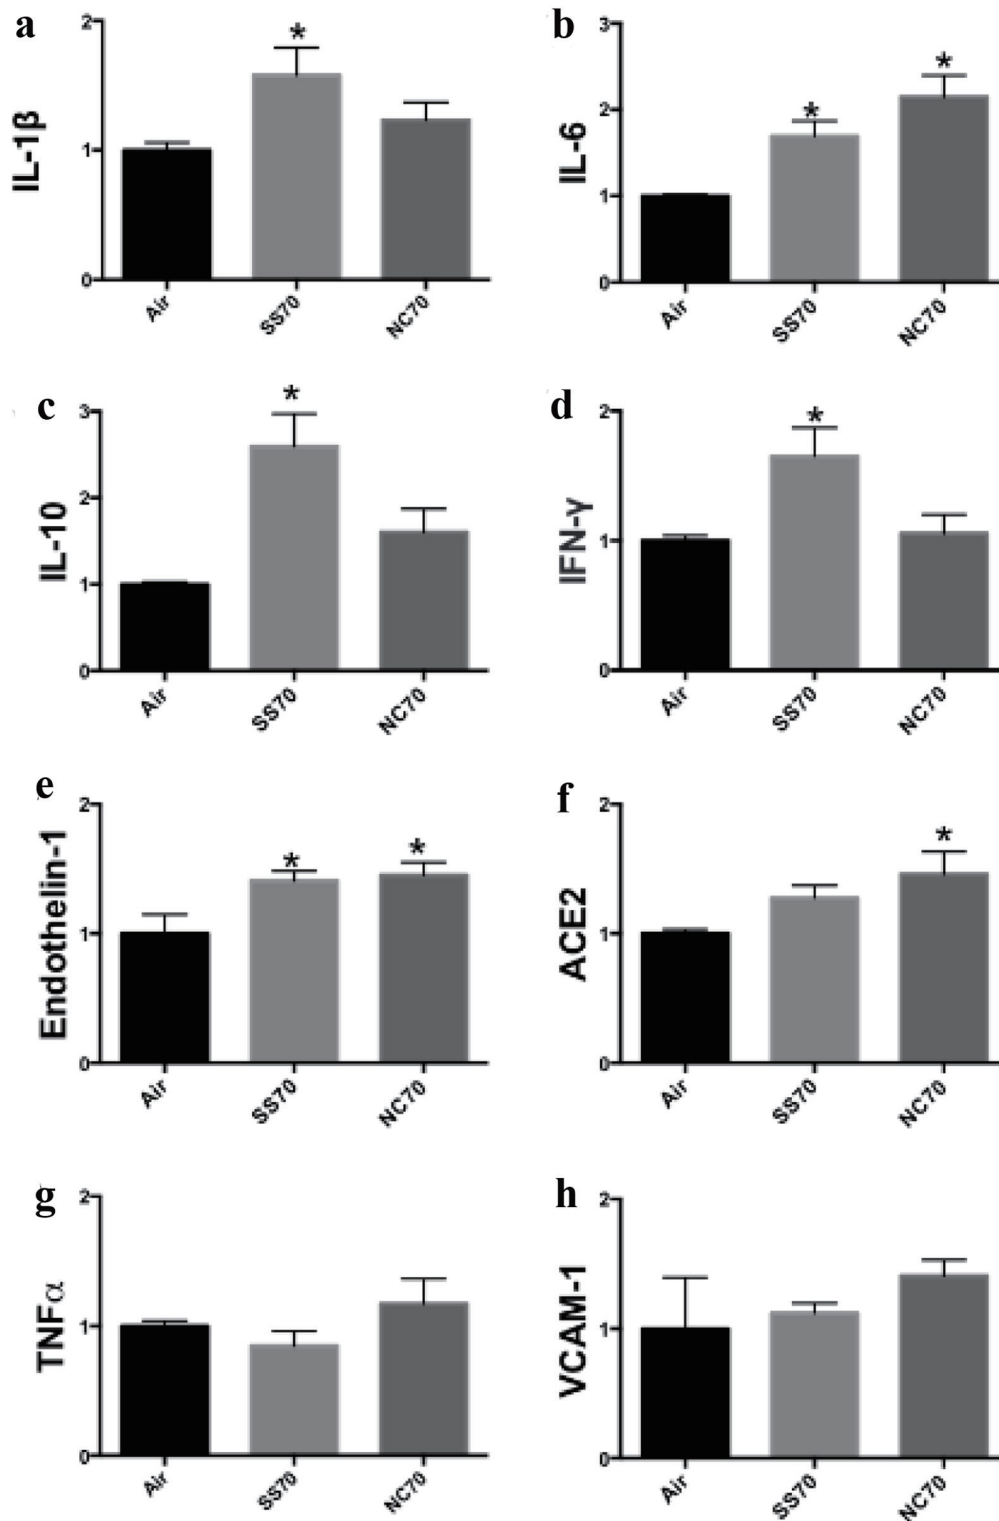 a
IL-1β
2
1
0
*
Air
SS70
NC70
b
IL-6
3
2
1
0
*
*
Air
SS70
NC70
c
IL-10
3
2
1
0
*
Air
SS70
NC70
d
IFN-γ
2
1
0
*
Air
SS70
NC70
e
Endothelin-1
2
1
0
*
*
Air
SS70
NC70
f
ACE2
2
1
0
*
Air
SS70
NC70
g
TNFα
2
1
0
Air
SS70
NC70
h
VCAM-1
2
1
0
Air
SS70
NC70